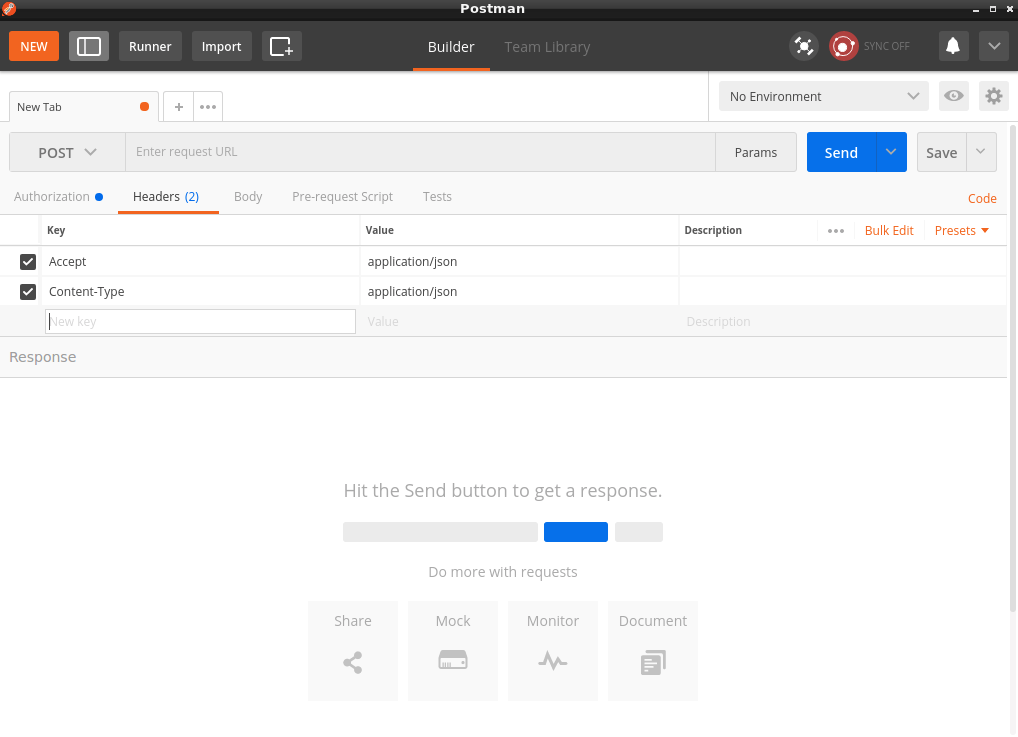 Postman
NEW Runner Import Builder Team Library SYNC OFF
New Tab + No Environment
POST Enter request URL Params Send Save
Authorization Headers (2) Body Pre-request Script Tests Code
Key Value Description Bulk Edit Presets
Accept application/json
Content-Type application/json
New key Value Description
Response
Hit the Send button to get a response.
Do more with requests
Share Mock Monitor Document